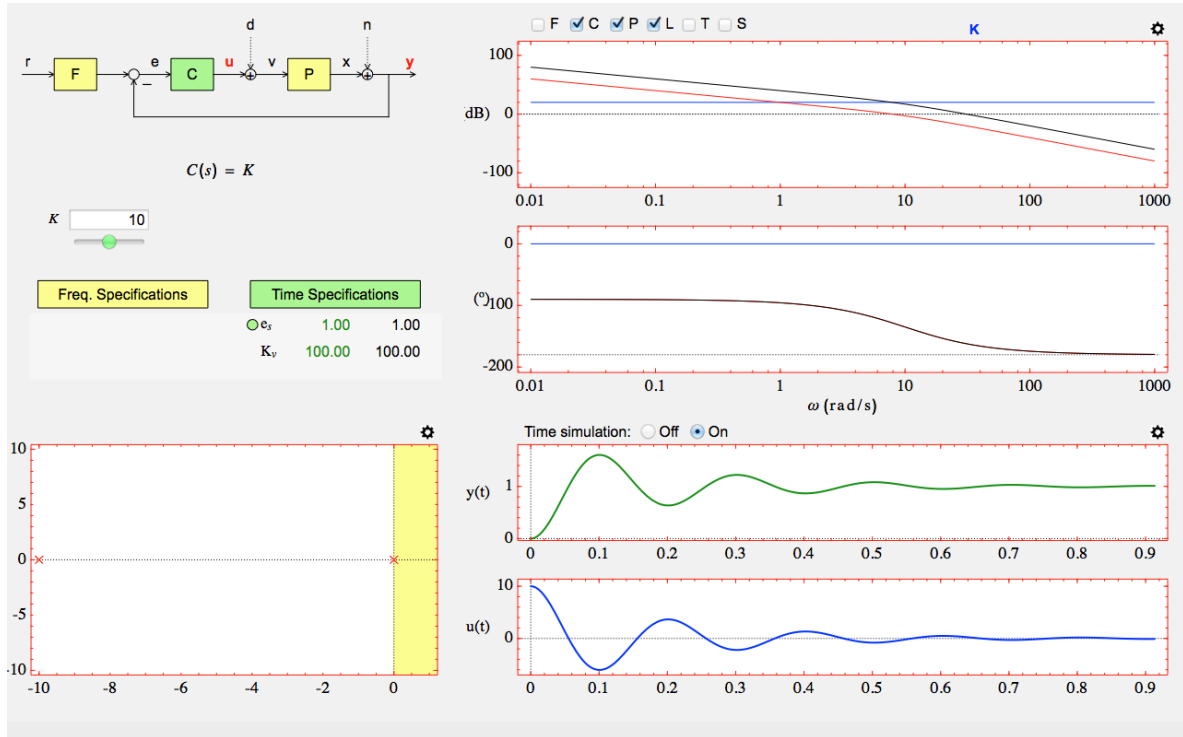 d n
r F e C u v P x y
C(s) = K
K 10
Freq. Specifications Time Specifications
eₛ 1.00 1.00
Kᵥ 100.00 100.00
F C P L T S
K
100
0
-100
dB)
0.01 0.1 1 10 100 1000
0
100
-200
(º)
0.01 0.1 1 10 100 1000
ω (rad/s)
10
5
0
-5
-10
-10 -8 -6 -4 -2 0
Time simulation: Off On
y(t)
1
0
0 0.1 0.2 0.3 0.4 0.5 0.6 0.7 0.8 0.9
u(t)
10
0
0 0.1 0.2 0.3 0.4 0.5 0.6 0.7 0.8 0.9